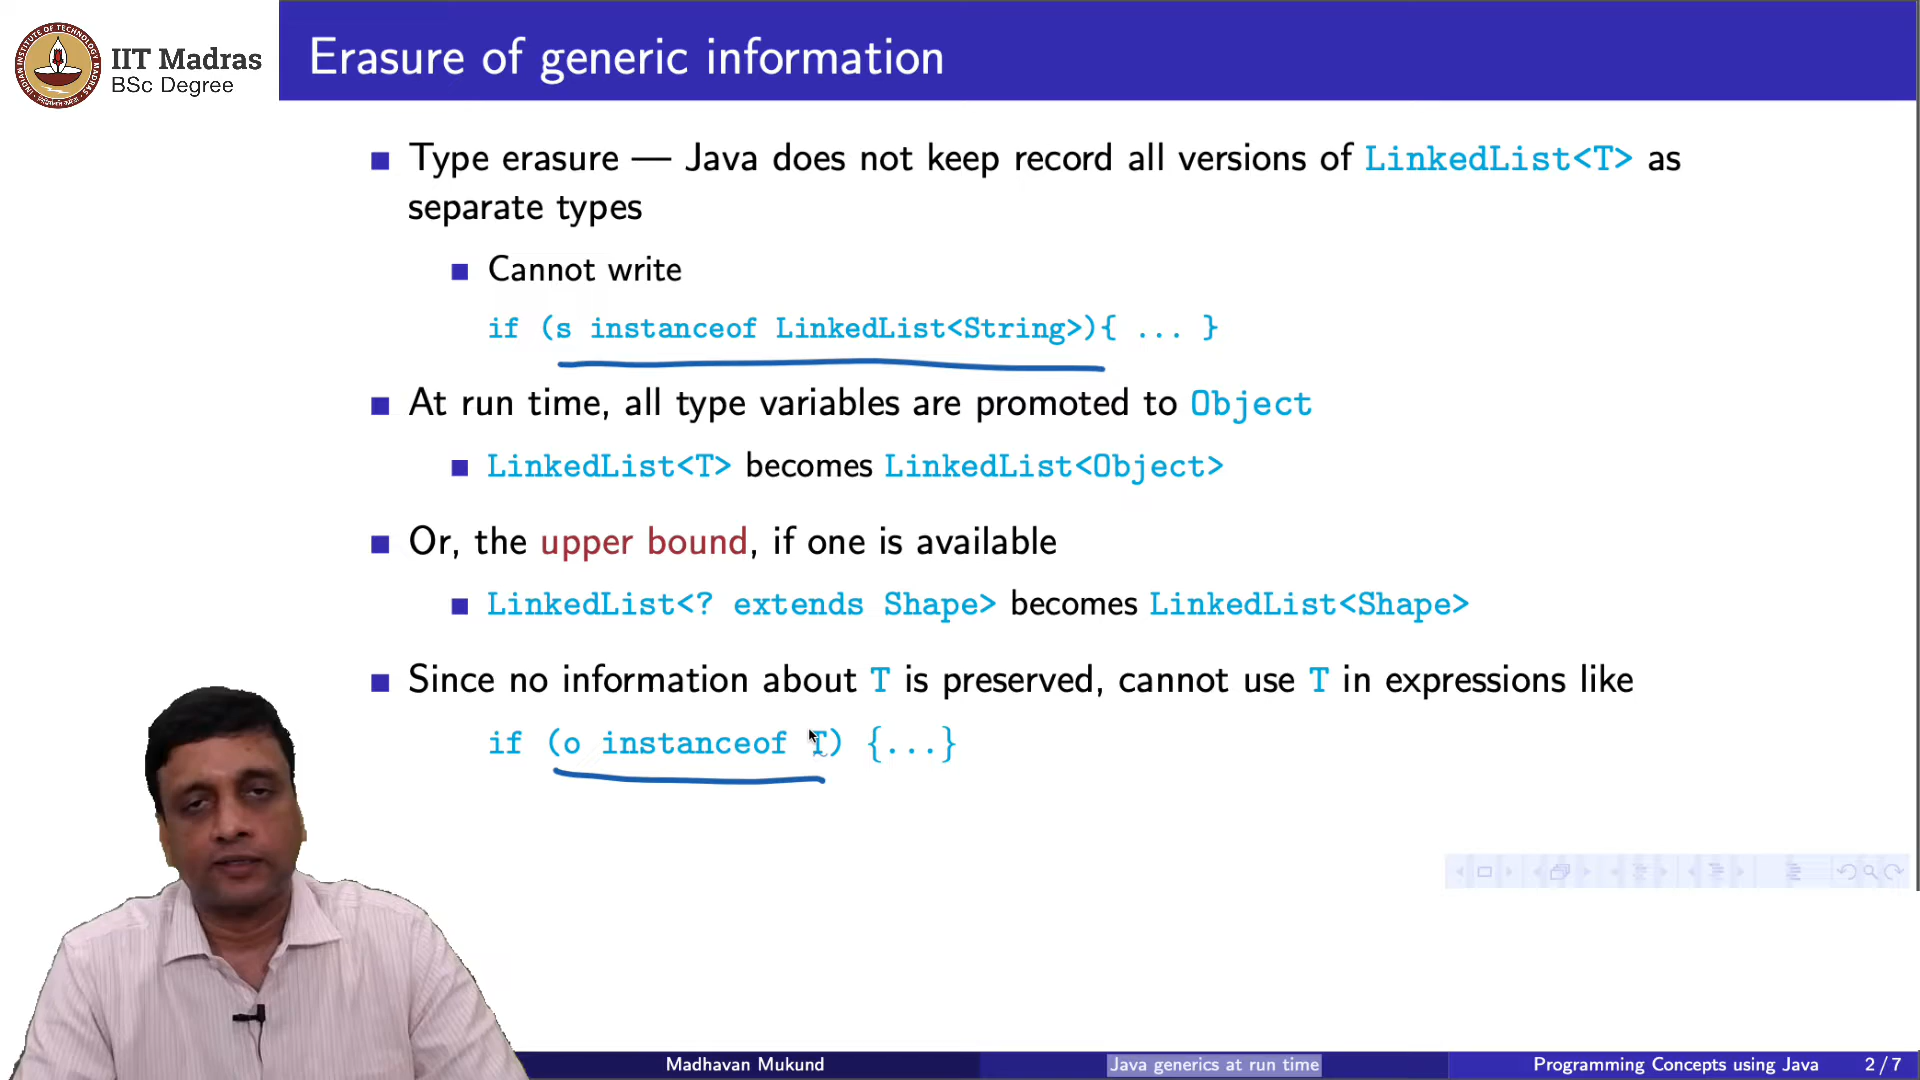 IIT Madras
BSc Degree
Erasure of generic information
Type erasure — Java does not keep record all versions of LinkedList<T> as
separate types
Cannot write
if (s instanceof LinkedList<String>){ ... }
At run time, all type variables are promoted to Object
LinkedList<T> becomes LinkedList<Object>
Or, the upper bound, if one is available
LinkedList<? extends Shape> becomes LinkedList<Shape>
Since no information about T is preserved, cannot use T in expressions like
if (o instanceof T) {...}
Madhavan Mukund
Java generics at run time
Programming Concepts using Java
2 / 7